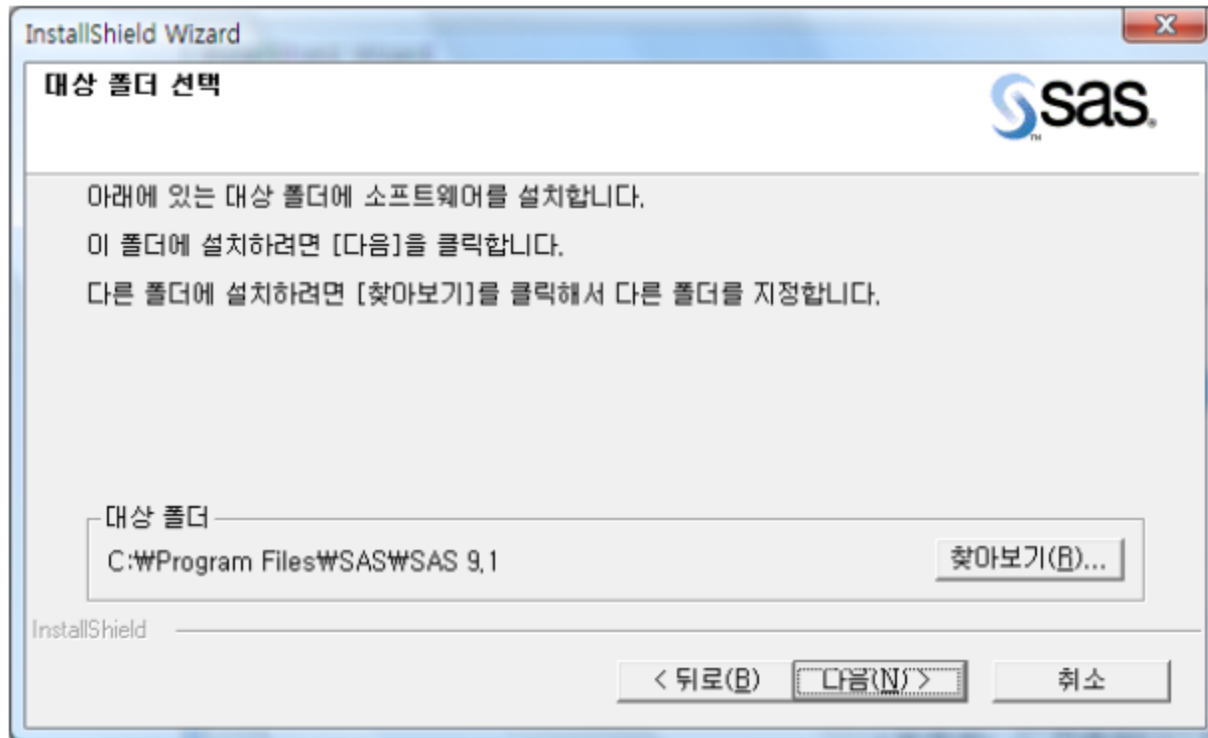 InstallShield Wizard
대상 폴더 선택
sas.
TM
아래에 있는 대상 폴더에 소프트웨어를 설치합니다.
이 폴더에 설치하려면 [다음]을 클릭합니다.
다른 폴더에 설치하려면 [찾아보기]를 클릭해서 다른 폴더를 지정합니다.
대상 폴더
C:₩Program Files₩SAS₩SAS 9.1
찾아보기(R)...
InstallShield
< 뒤로(B) 다음(N) > 취소